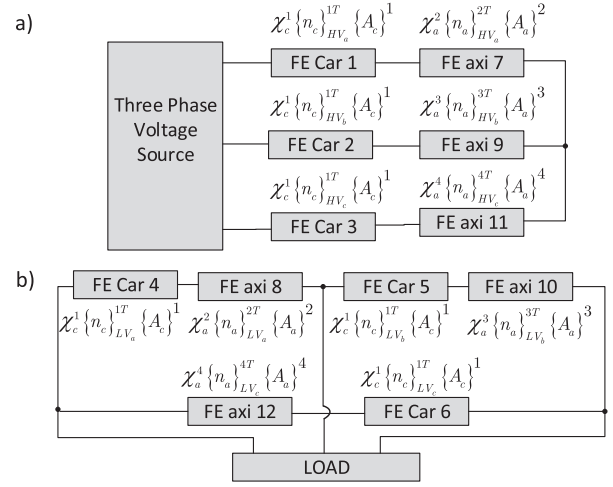 a)
χ_c^1 {n_c}_{HV_a}^{1T} {A_c}^1 χ_a^2 {n_a}_{HV_a}^{2T} {A_a}^2
FE Car 1 FE axi 7
Three Phase
Voltage
Source
χ_c^1 {n_c}_{HV_b}^{1T} {A_c}^1 χ_a^3 {n_a}_{HV_b}^{3T} {A_a}^3
FE Car 2 FE axi 9
χ_c^1 {n_c}_{HV_c}^{1T} {A_c}^1 χ_a^4 {n_a}_{HV_c}^{4T} {A_a}^4
FE Car 3 FE axi 11
b)
FE Car 4 FE axi 8 FE Car 5 FE axi 10
χ_c^1 {n_c}_{LV_a}^{1T} {A_c}^1 χ_a^2 {n_a}_{LV_a}^{2T} {A_a}^2 χ_c^1 {n_c}_{LV_b}^{1T} {A_c}^1 χ_a^3 {n_a}_{LV_b}^{3T} {A_a}^3
χ_a^4 {n_a}_{LV_c}^{4T} {A_a}^4 χ_c^1 {n_c}_{LV_c}^{1T} {A_c}^1
FE axi 12 FE Car 6
LOAD